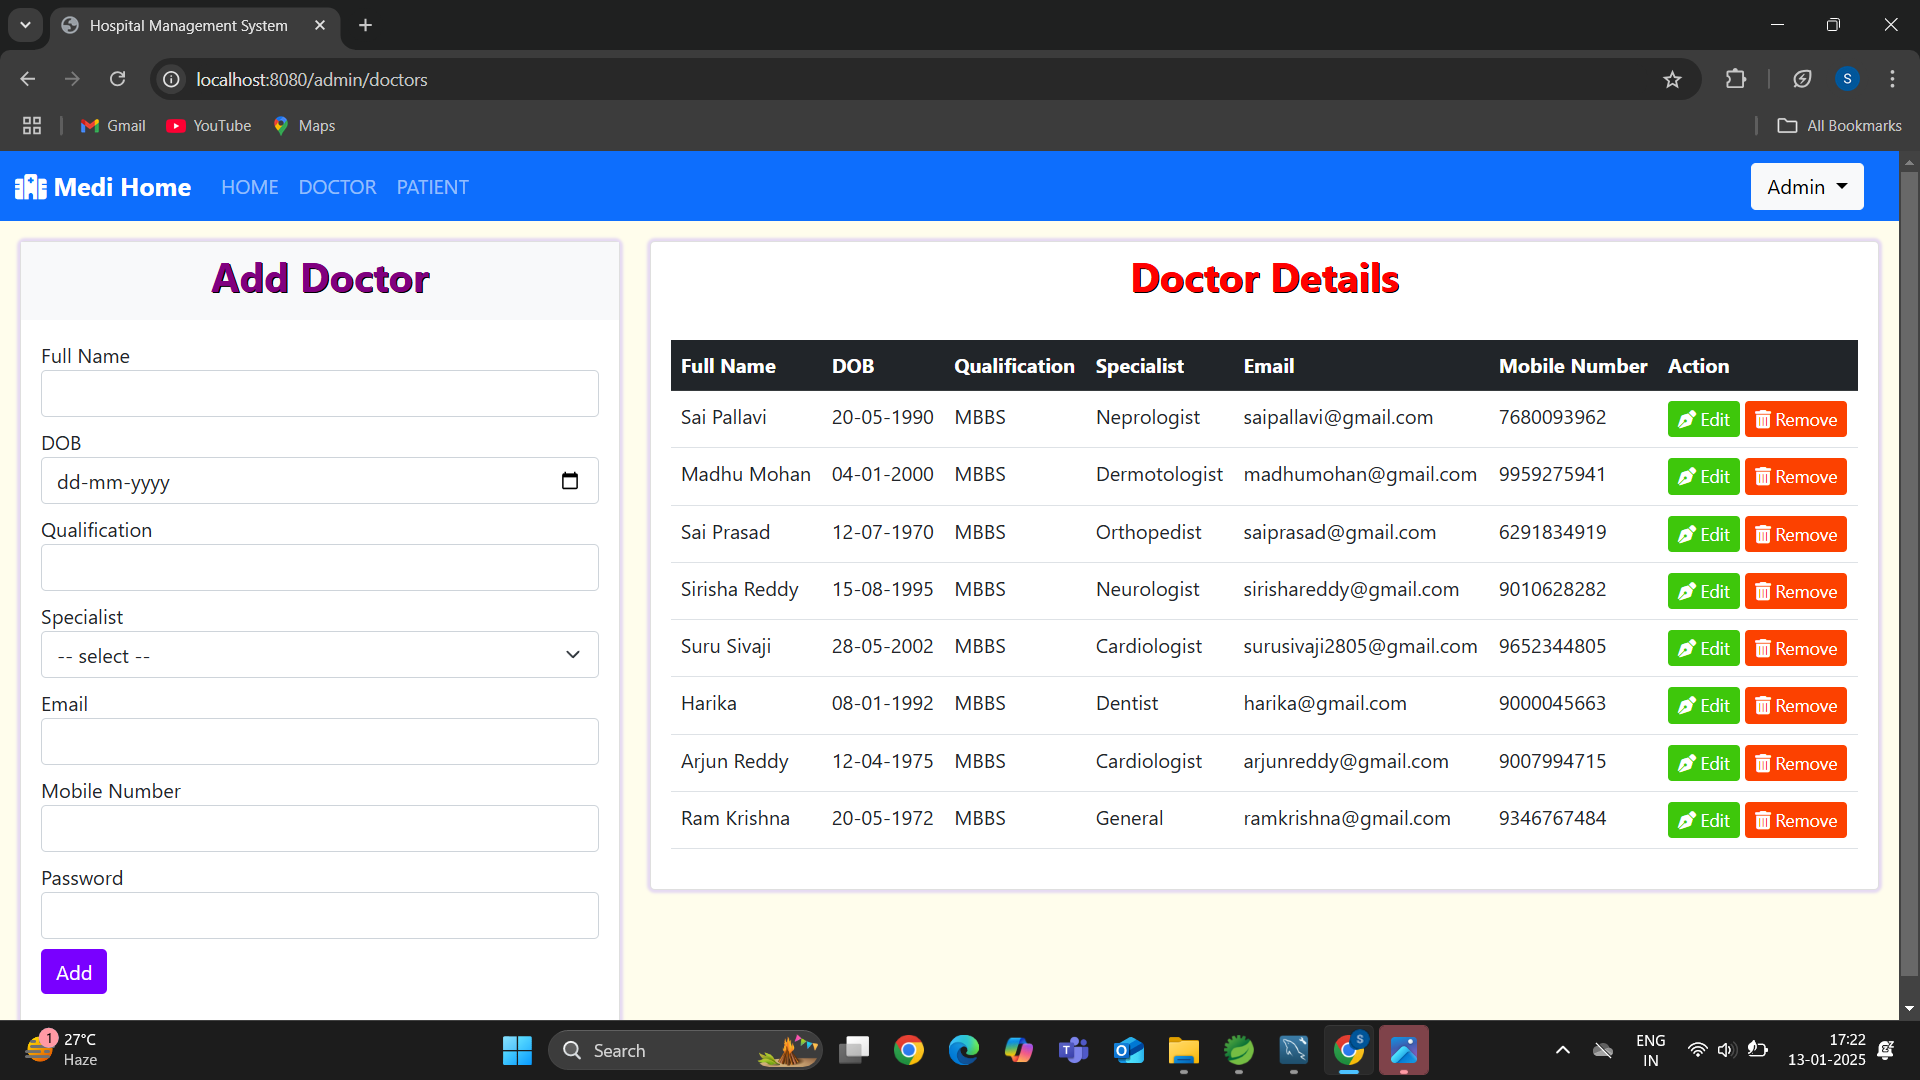 Hospital Management System
localhost:8080/admin/doctors
S
Gmail YouTube Maps All Bookmarks
Medi Home HOME DOCTOR PATIENT Admin
Add Doctor
Full Name
DOB
dd-mm-yyyy
Qualification
Specialist
-- select --
Email
Mobile Number
Password
Add
Doctor Details
Full Name DOB Qualification Specialist Email Mobile Number Action
Sai Pallavi 20-05-1990 MBBS Neprologist saipallavi@gmail.com 7680093962 Edit Remove
Madhu Mohan 04-01-2000 MBBS Dermotologist madhumohan@gmail.com 9959275941 Edit Remove
Sai Prasad 12-07-1970 MBBS Orthopedist saiprasad@gmail.com 6291834919 Edit Remove
Sirisha Reddy 15-08-1995 MBBS Neurologist sirishareddy@gmail.com 9010628282 Edit Remove
Suru Sivaji 28-05-2002 MBBS Cardiologist surusivaji2805@gmail.com 9652344805 Edit Remove
Harika 08-01-1992 MBBS Dentist harika@gmail.com 9000045663 Edit Remove
Arjun Reddy 12-04-1975 MBBS Cardiologist arjunreddy@gmail.com 9007994715 Edit Remove
Ram Krishna 20-05-1972 MBBS General ramkrishna@gmail.com 9346767484 Edit Remove
1
27°C
Haze
Search
S
ENG
IN
17:22
13-01-2025